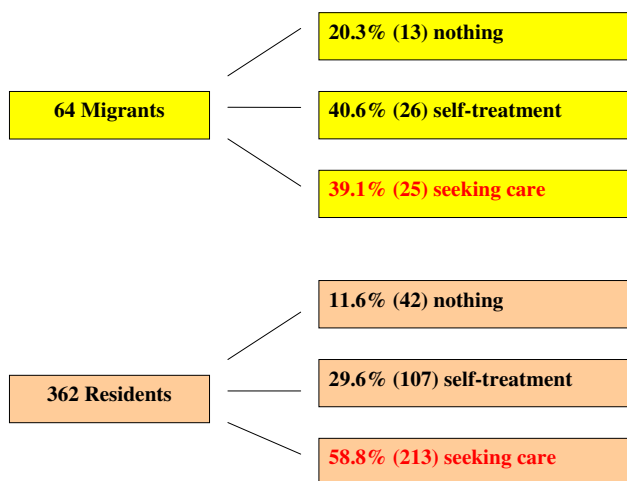 20.3% (13) nothing
64 Migrants
40.6% (26) self-treatment
39.1% (25) seeking care
11.6% (42) nothing
362 Residents
29.6% (107) self-treatment
58.8% (213) seeking care